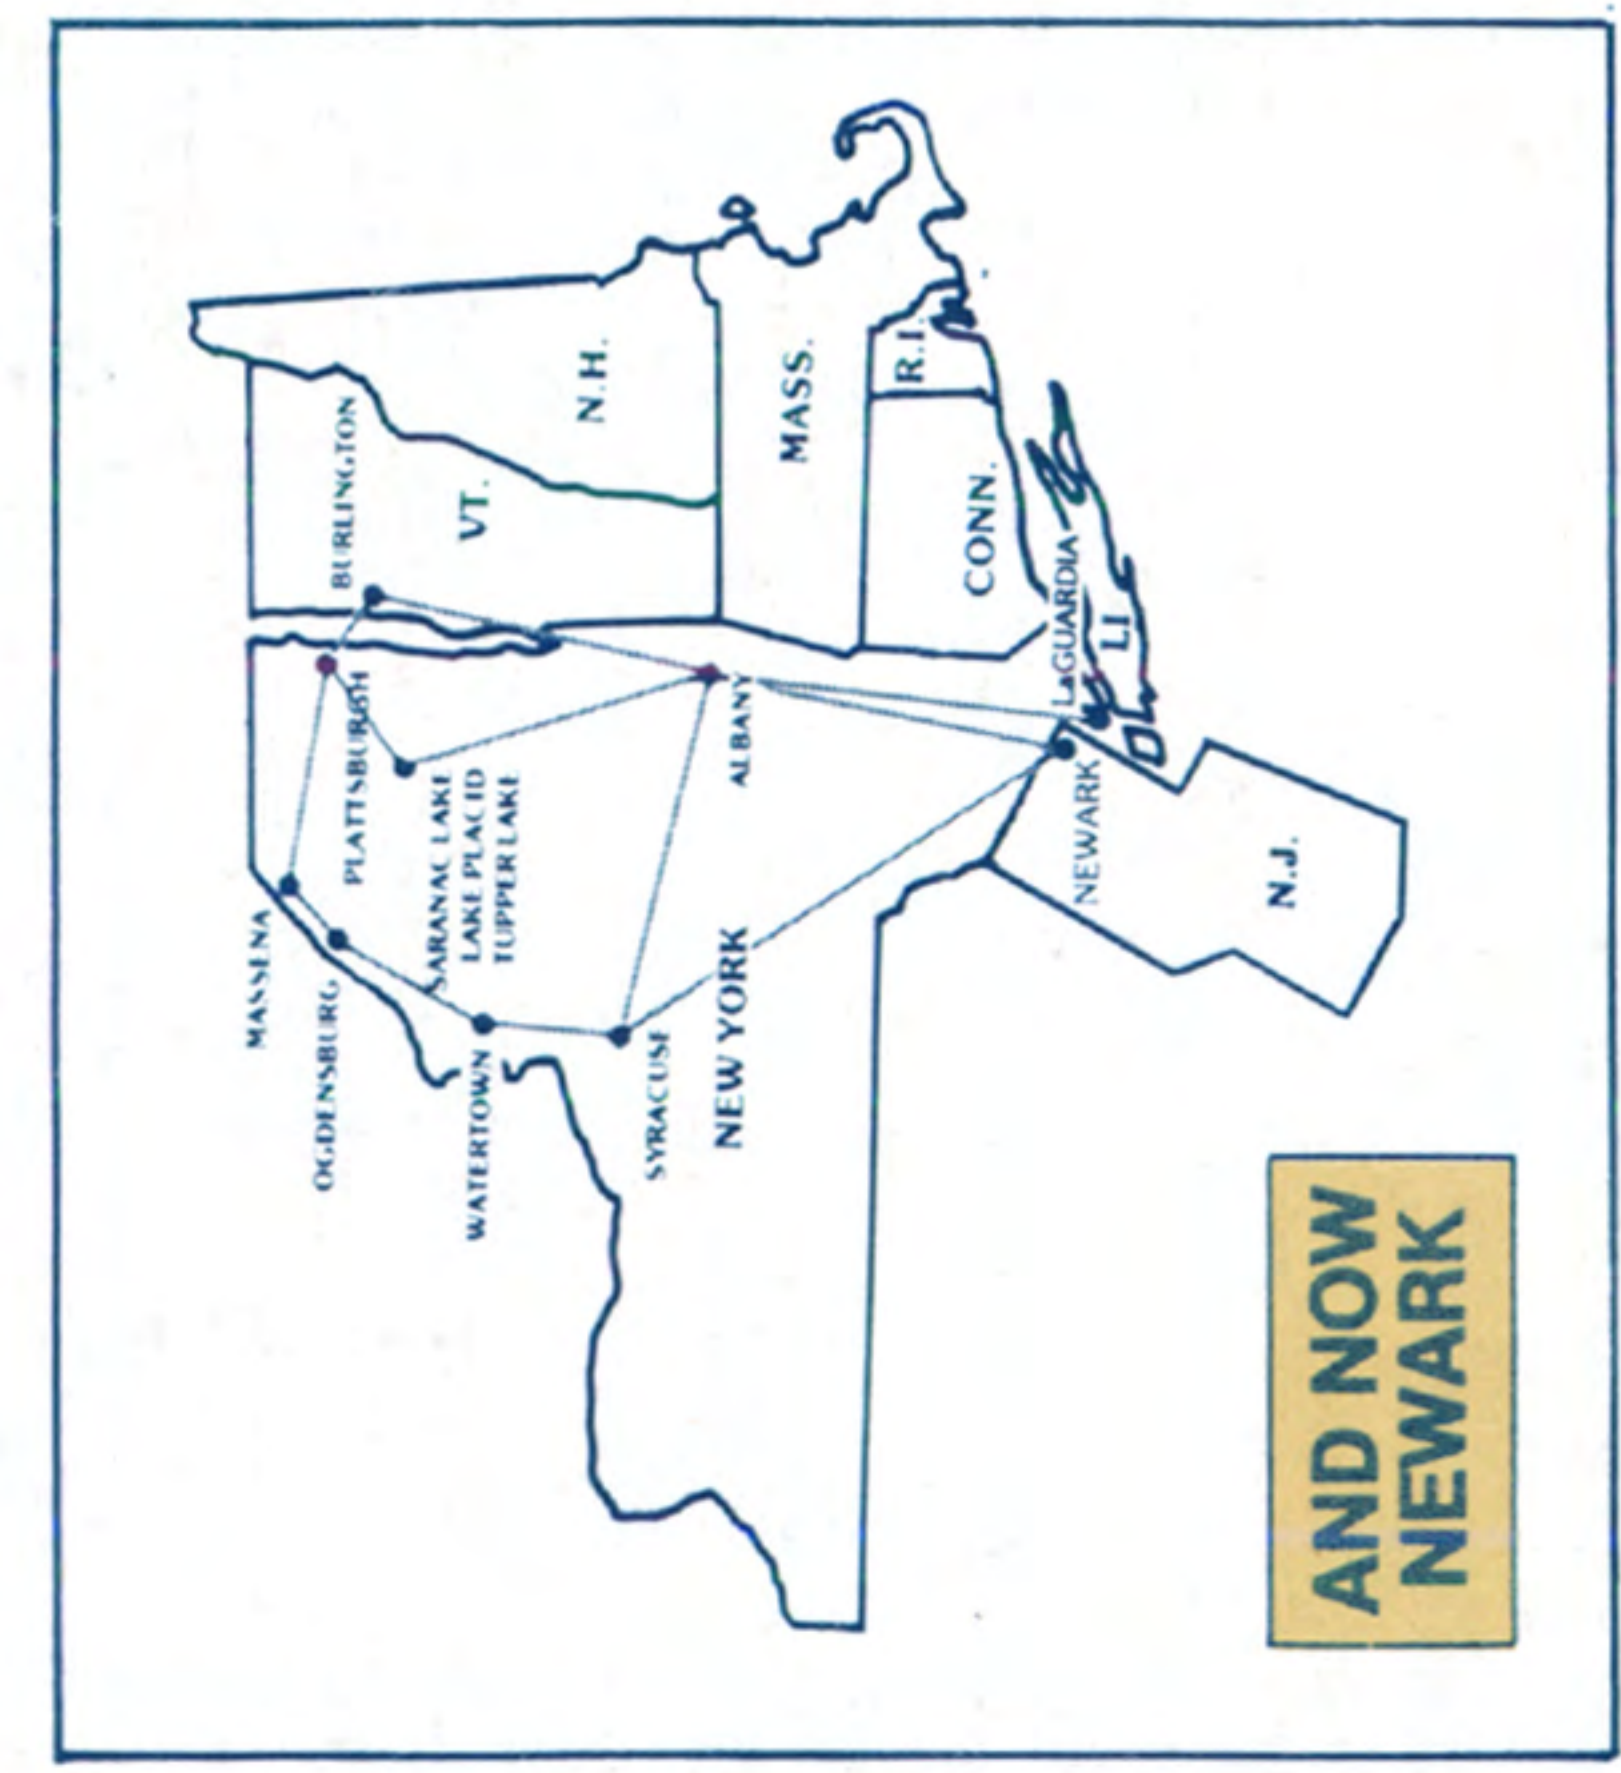 MASSENA
OGDENSBURG
PLATTSBURGH
BURLINGTON
SARANAC LAKE
LAKE PLACID
TUPPER LAKE
WATERTOWN
VT.
N.H.
SYRACUSE
NEW YORK
ALBANY
MASS.
R.I.
CONN.
LaGUARDIA
LI
NEWARK
N.J.
AND NOW
NEWARK